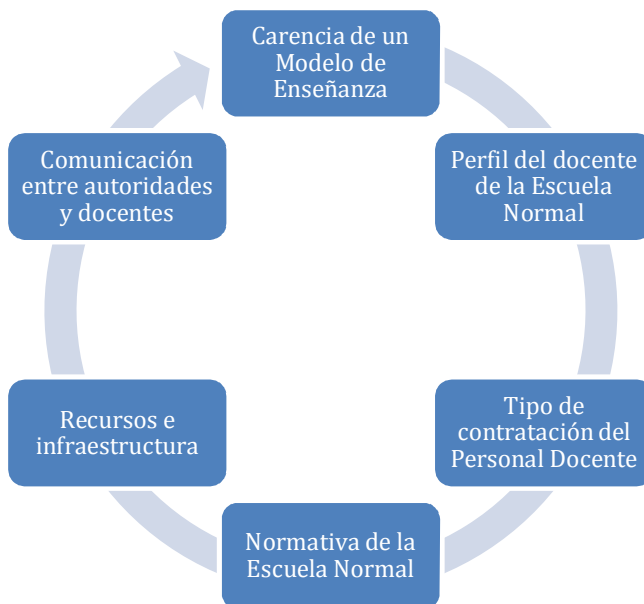 Carencia de un
Modelo de
Enseñanza
Perfil del docente
de la Escuela
Normal
Tipo de
contratación del
Personal Docente
Normativa de la
Escuela Normal
Recursos e
infraestructura
Comunicación
entre autoridades
y docentes